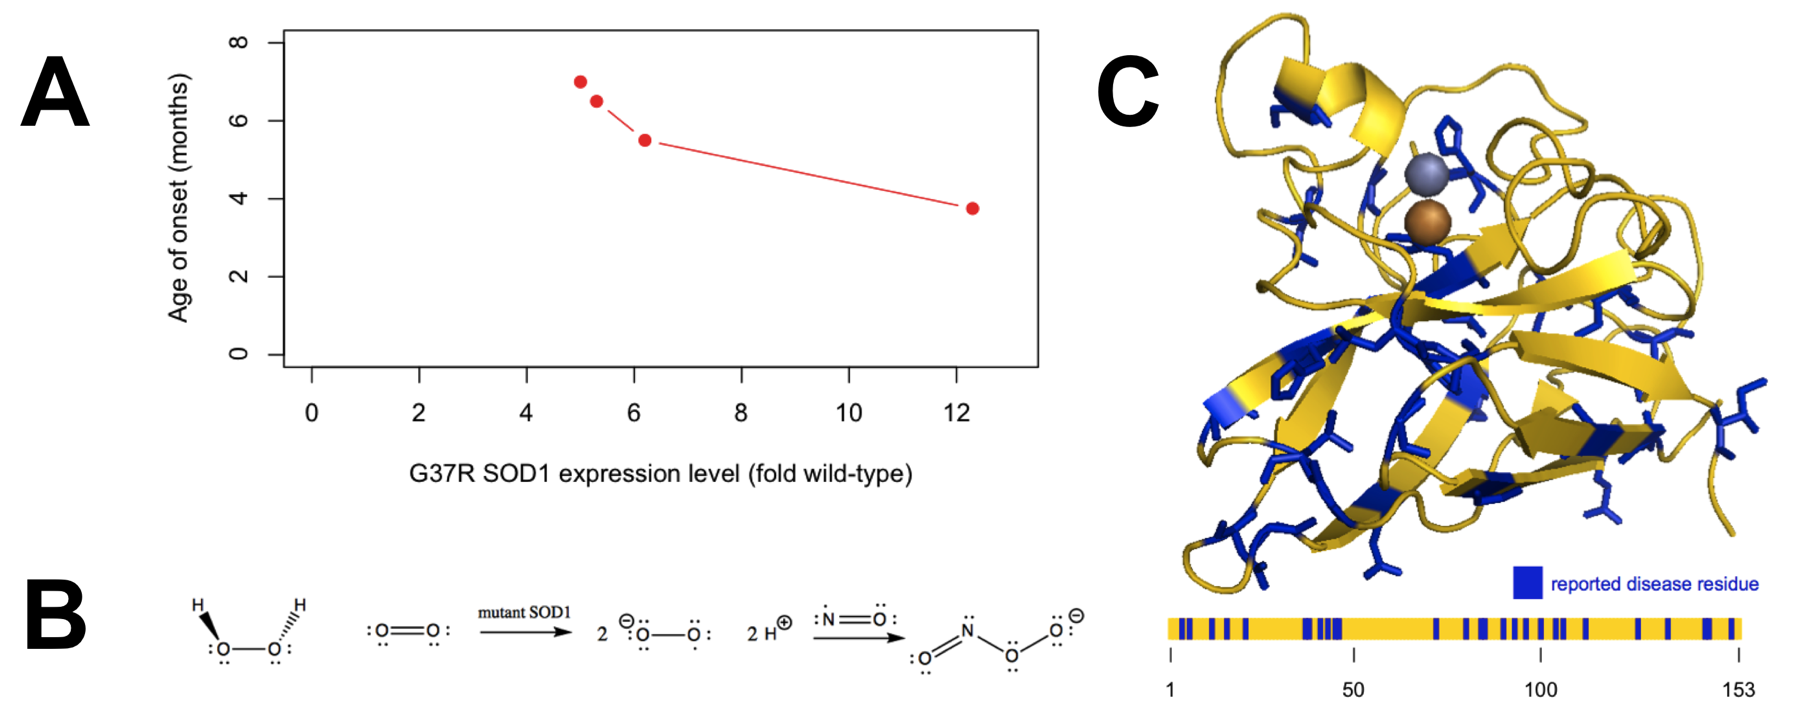 A
8
6
4
2
0
Age of onset (months)
0 2 4 6 8 10 12
G37R SOD1 expression level (fold wild-type)
B
H H
:O—O:
:O=O:
mutant SOD1
2 ⊖:O—O:
2 H⊕
:N=O:
:O=N—O—O:⊖
C
reported disease residue
1 50 100 153